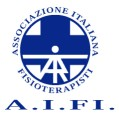 ASSOCIAZIONE ITALIANA
FISIOTERAPISTI
A.I.FI.